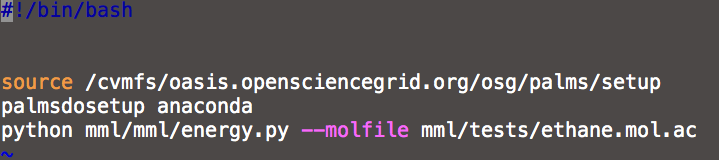 #!/bin/bash
source /cvmfs/oasis.opensciencegrid.org/osg/palms/setup
palmsdosetup anaconda
python mml/mml/energy.py --molfile mml/tests/ethane.mol.ac
~